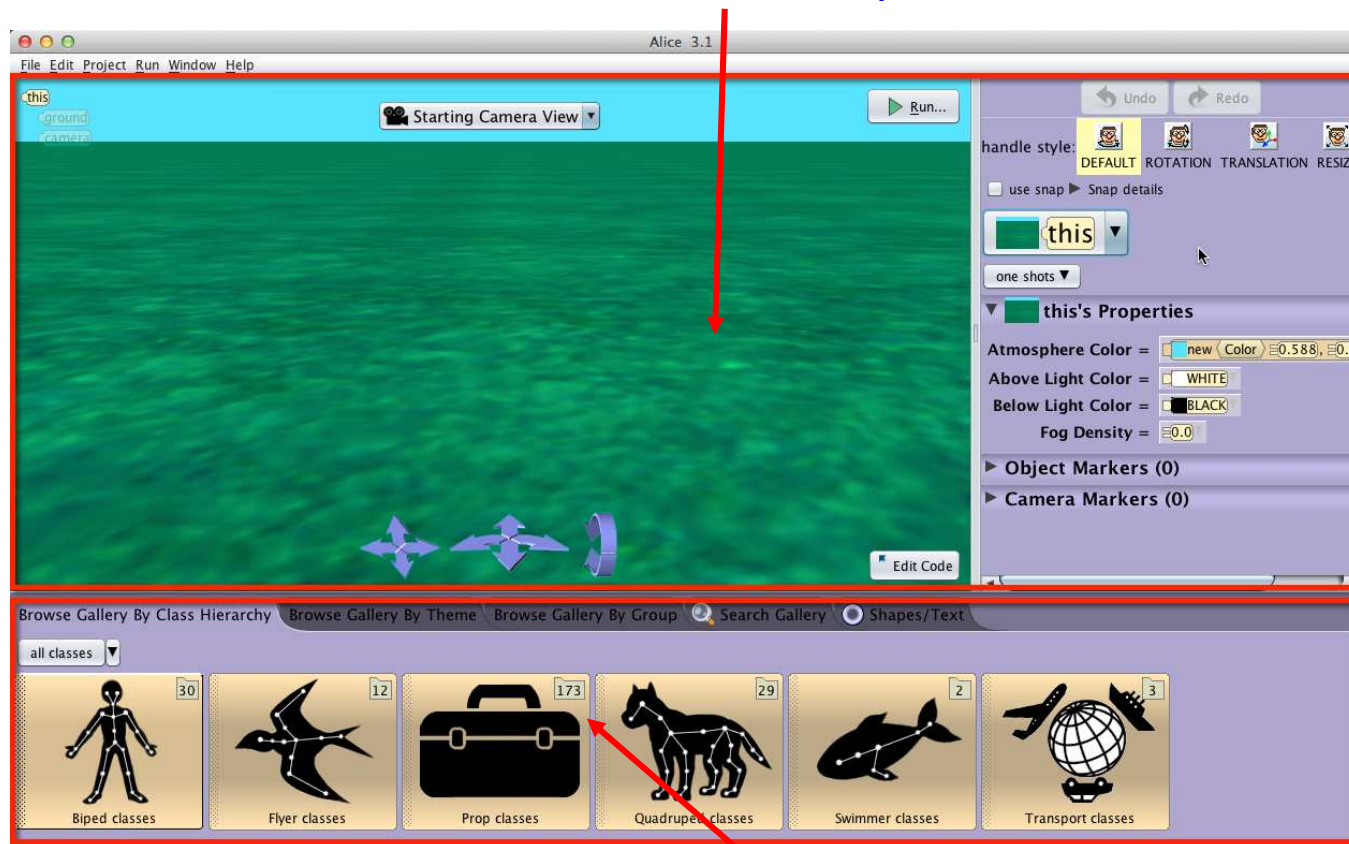 Alice 3.1
File Edit Project Run Window Help
this
ground
camera
Starting Camera View
Run...
Undo Redo
handle style:
DEFAULT ROTATION TRANSLATION RESIZ
use snap Snap details
this
one shots
this's Properties
Atmosphere Color = new Color 0.588, 0.
Above Light Color = WHITE
Below Light Color = BLACK
Fog Density = 0.0
Object Markers (0)
Camera Markers (0)
Edit Code
Browse Gallery By Class Hierarchy Browse Gallery By Theme Browse Gallery By Group Search Gallery Shapes/Text
all classes
30 12 173 29 2 3
Biped classes Flyer classes Prop classes Quadruped classes Swimmer classes Transport classes